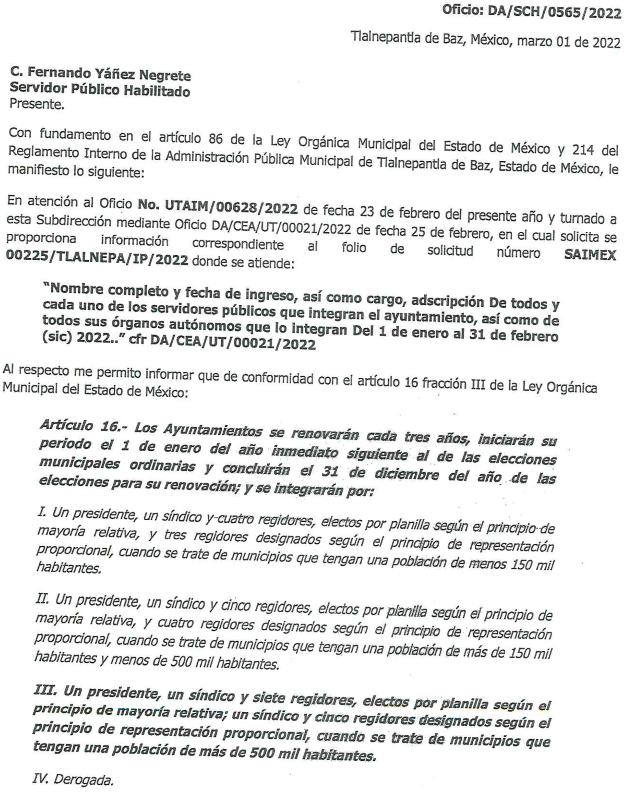 Oficio: DA/SCH/0565/2022
Tlalnepantla de Baz, México, marzo 01 de 2022
C. Fernando Yáñez Negrete
Servidor Público Habilitado
Presente.
Con fundamento en el artículo 86 de la Ley Orgánica Municipal del Estado de México y 214 del
Reglamento Interno de la Administración Pública Municipal de Tlalnepantla de Baz, Estado de México, le
manifiesto lo siguiente:
En atención al Oficio No. UTAIM/00628/2022 de fecha 23 de febrero del presente año y turnado a
esta Subdirección mediante Oficio DA/CEA/UT/00021/2022 de fecha 25 de febrero, en el cual solicita se
proporciona información correspondiente al folio de solicitud número SAIMEX
00225/TLALNEPA/IP/2022 donde se atiende:
"Nombre completo y fecha de ingreso, así como cargo, adscripción De todos y
cada uno de los servidores públicos que integran el ayuntamiento, así como de
todos sus órganos autónomos que lo integran Del 1 de enero al 31 de febrero
(sic) 2022.." cfr DA/CEA/UT/00021/2022
Al respecto me permito informar que de conformidad con el artículo 16 fracción III de la Ley Orgánica
Municipal del Estado de México:
Artículo 16.- Los Ayuntamientos se renovarán cada tres años, iniciarán su
periodo el 1 de enero del año inmediato siguiente al de las elecciones
municipales ordinarias y concluirán el 31 de diciembre del año de las
elecciones para su renovación; y se integrarán por:
I. Un presidente, un síndico y cuatro regidores, electos por planilla según el principio de
mayoría relativa, y tres regidores designados según el principio de representación
proporcional, cuando se trate de municipios que tengan una población de menos 150 mil
habitantes.
II. Un presidente, un síndico y cinco regidores, electos por planilla según el principio de
mayoría relativa, y cuatro regidores designados según el principio de representación
proporcional, cuando se trate de municipios que tengan una población de más de 150 mil
habitantes y menos de 500 mil habitantes.
III. Un presidente, un síndico y siete regidores, electos por planilla según el
principio de mayoría relativa; un síndico y cinco regidores designados según el
principio de representación proporcional, cuando se trate de municipios que
tengan una población de más de 500 mil habitantes.
IV. Derogada.